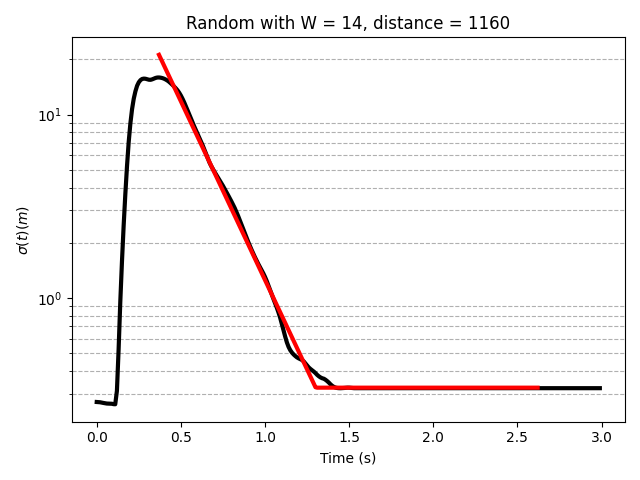 Random with W = 14, distance = 1160
σ(t)(m)
10¹
10⁰
0.0 0.5 1.0 1.5 2.0 2.5 3.0
Time (s)